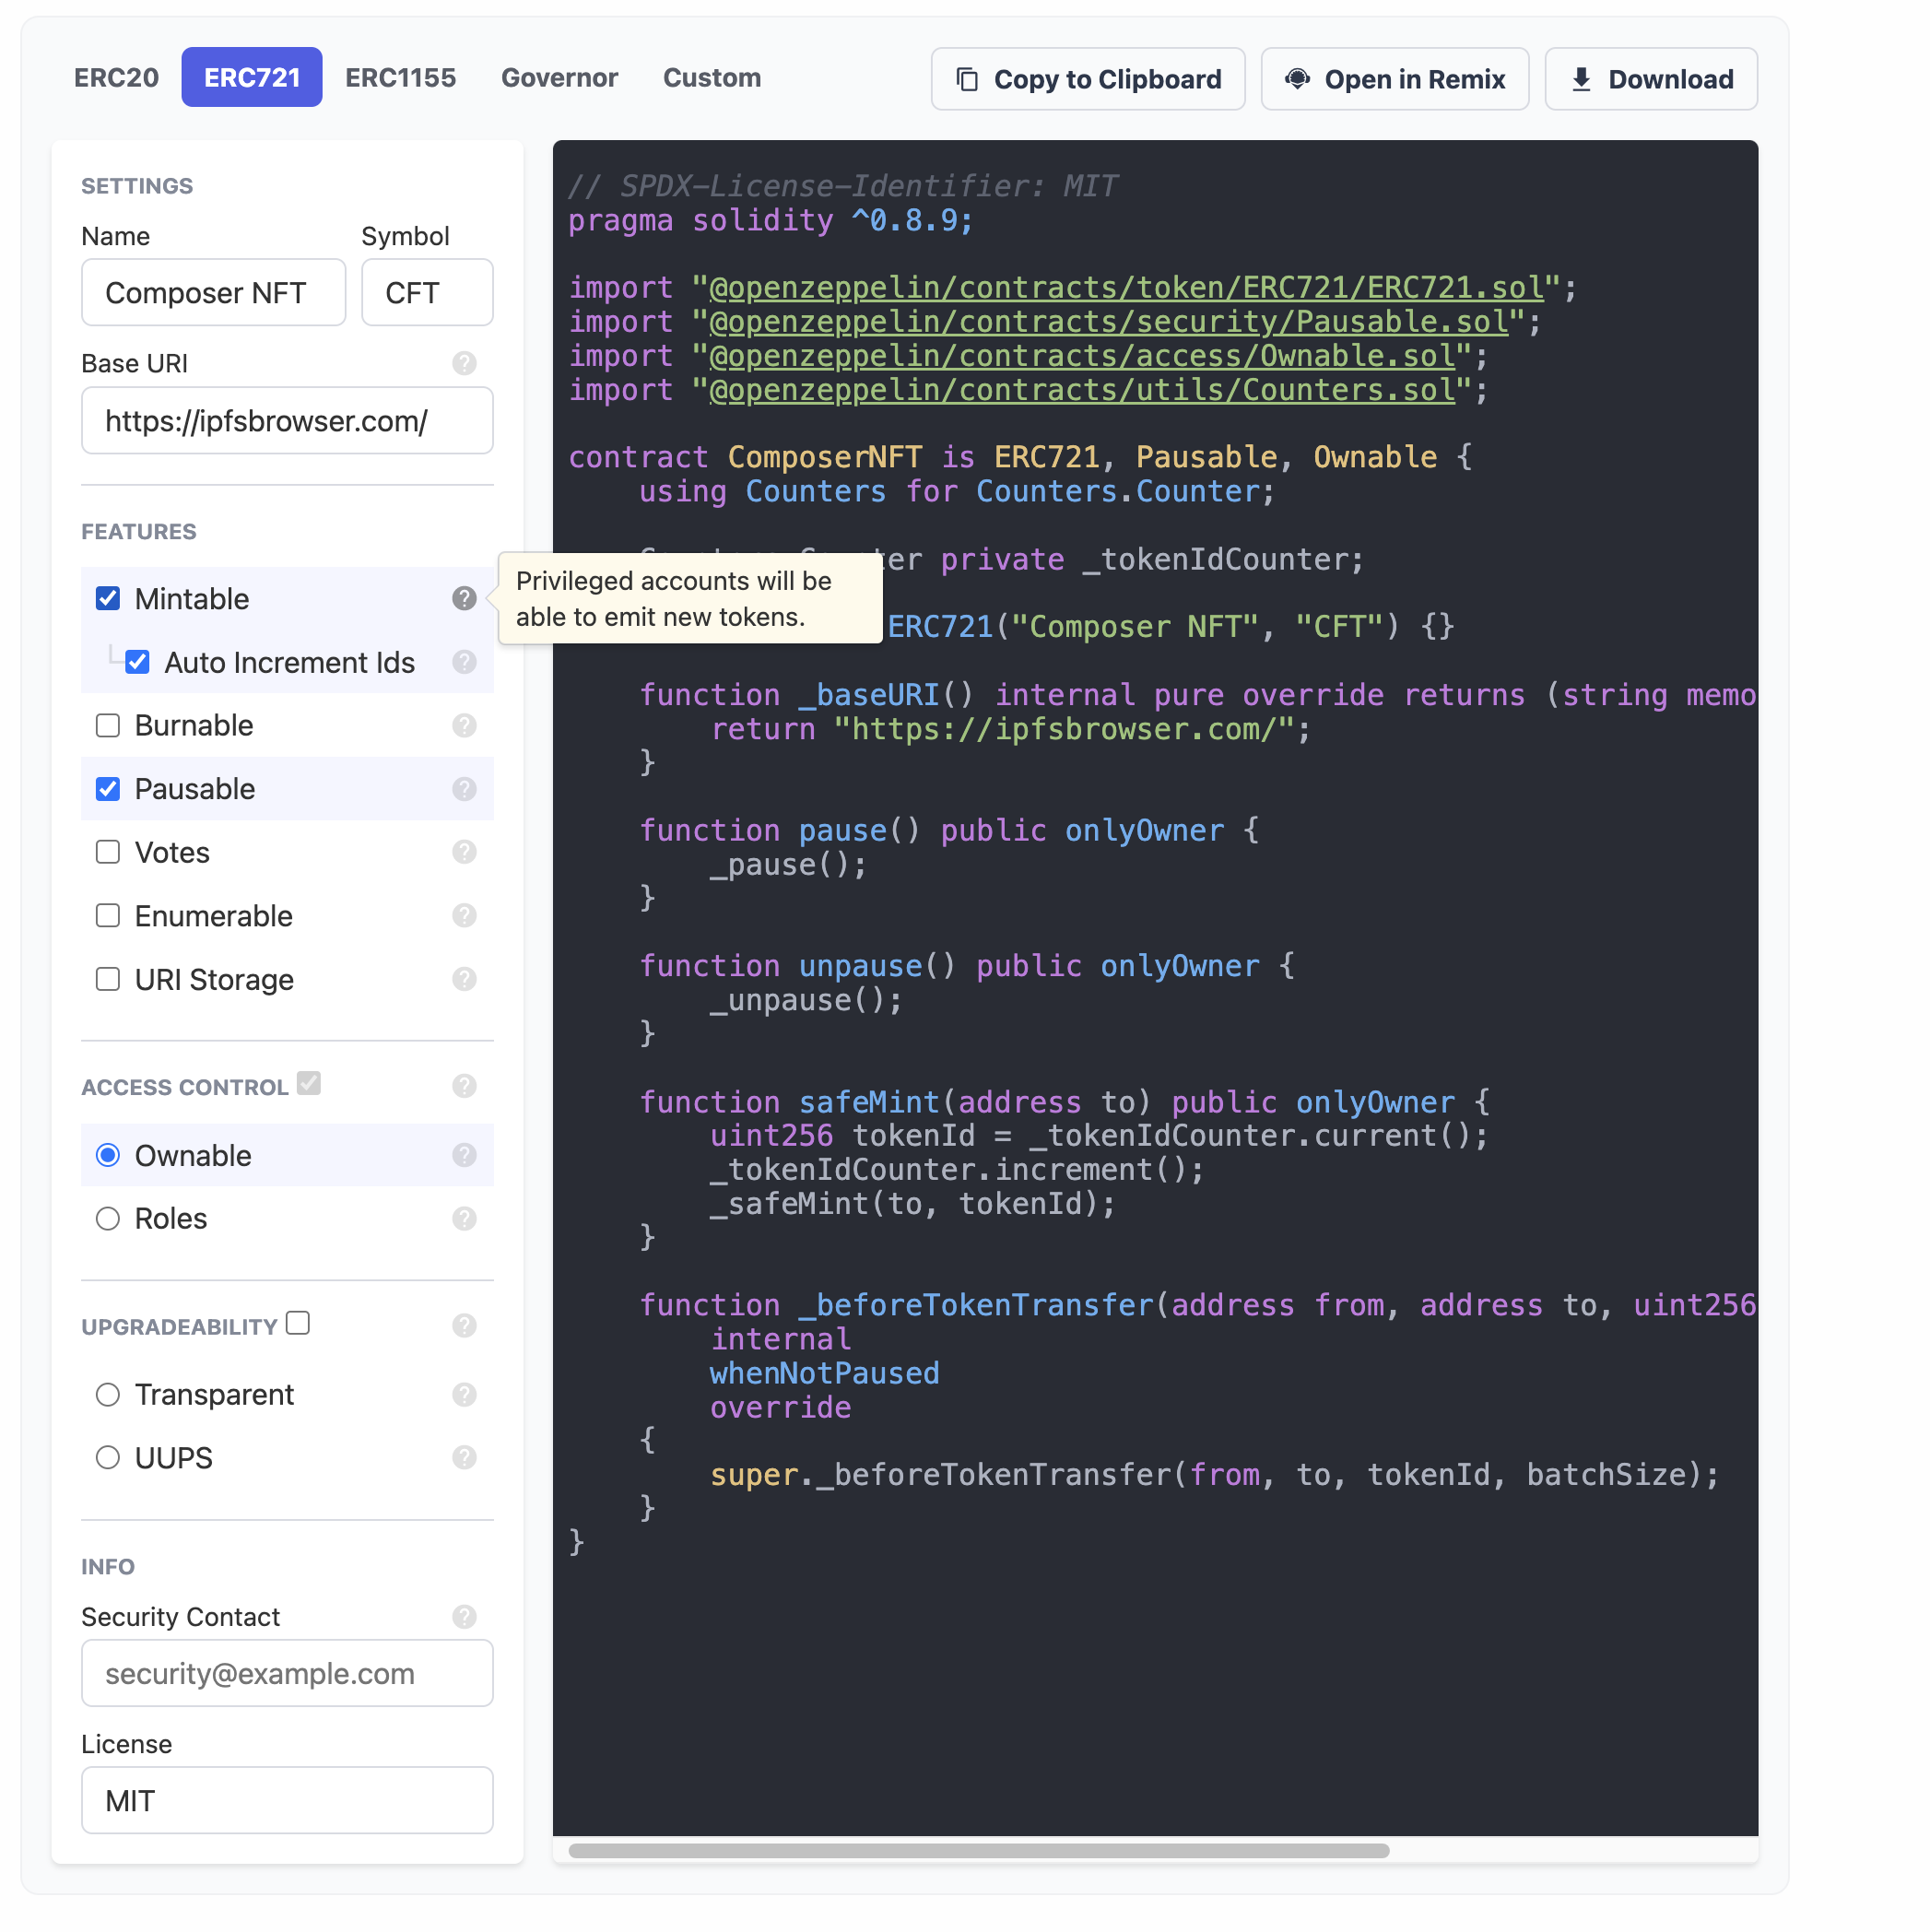 ERC20 ERC721 ERC1155 Governor Custom Copy to Clipboard Open in Remix Download
SETTINGS
Name Symbol
Composer NFT CFT
Base URI ?
https://ipfsbrowser.com/
FEATURES
Mintable ?
Privileged accounts will be
able to emit new tokens.
Auto Increment Ids ?
Burnable ?
Pausable ?
Votes ?
Enumerable ?
URI Storage ?
ACCESS CONTROL ?
Ownable ?
Roles ?
UPGRADEABILITY ?
Transparent ?
UUPS ?
INFO
Security Contact ?
security@example.com
License
MIT
// SPDX-License-Identifier: MIT
pragma solidity ^0.8.9;
import "@openzeppelin/contracts/token/ERC721/ERC721.sol";
import "@openzeppelin/contracts/security/Pausable.sol";
import "@openzeppelin/contracts/access/Ownable.sol";
import "@openzeppelin/contracts/utils/Counters.sol";
contract ComposerNFT is ERC721, Pausable, Ownable {
using Counters for Counters.Counter;
private _tokenIdCounter;
ERC721("Composer NFT", "CFT") {}
function _baseURI() internal pure override returns (string memo
return "https://ipfsbrowser.com/";
}
function pause() public onlyOwner {
_pause();
}
function unpause() public onlyOwner {
_unpause();
}
function safeMint(address to) public onlyOwner {
uint256 tokenId = _tokenIdCounter.current();
_tokenIdCounter.increment();
_safeMint(to, tokenId);
}
function _beforeTokenTransfer(address from, address to, uint256
internal
whenNotPaused
override
{
super._beforeTokenTransfer(from, to, tokenId, batchSize);
}
}